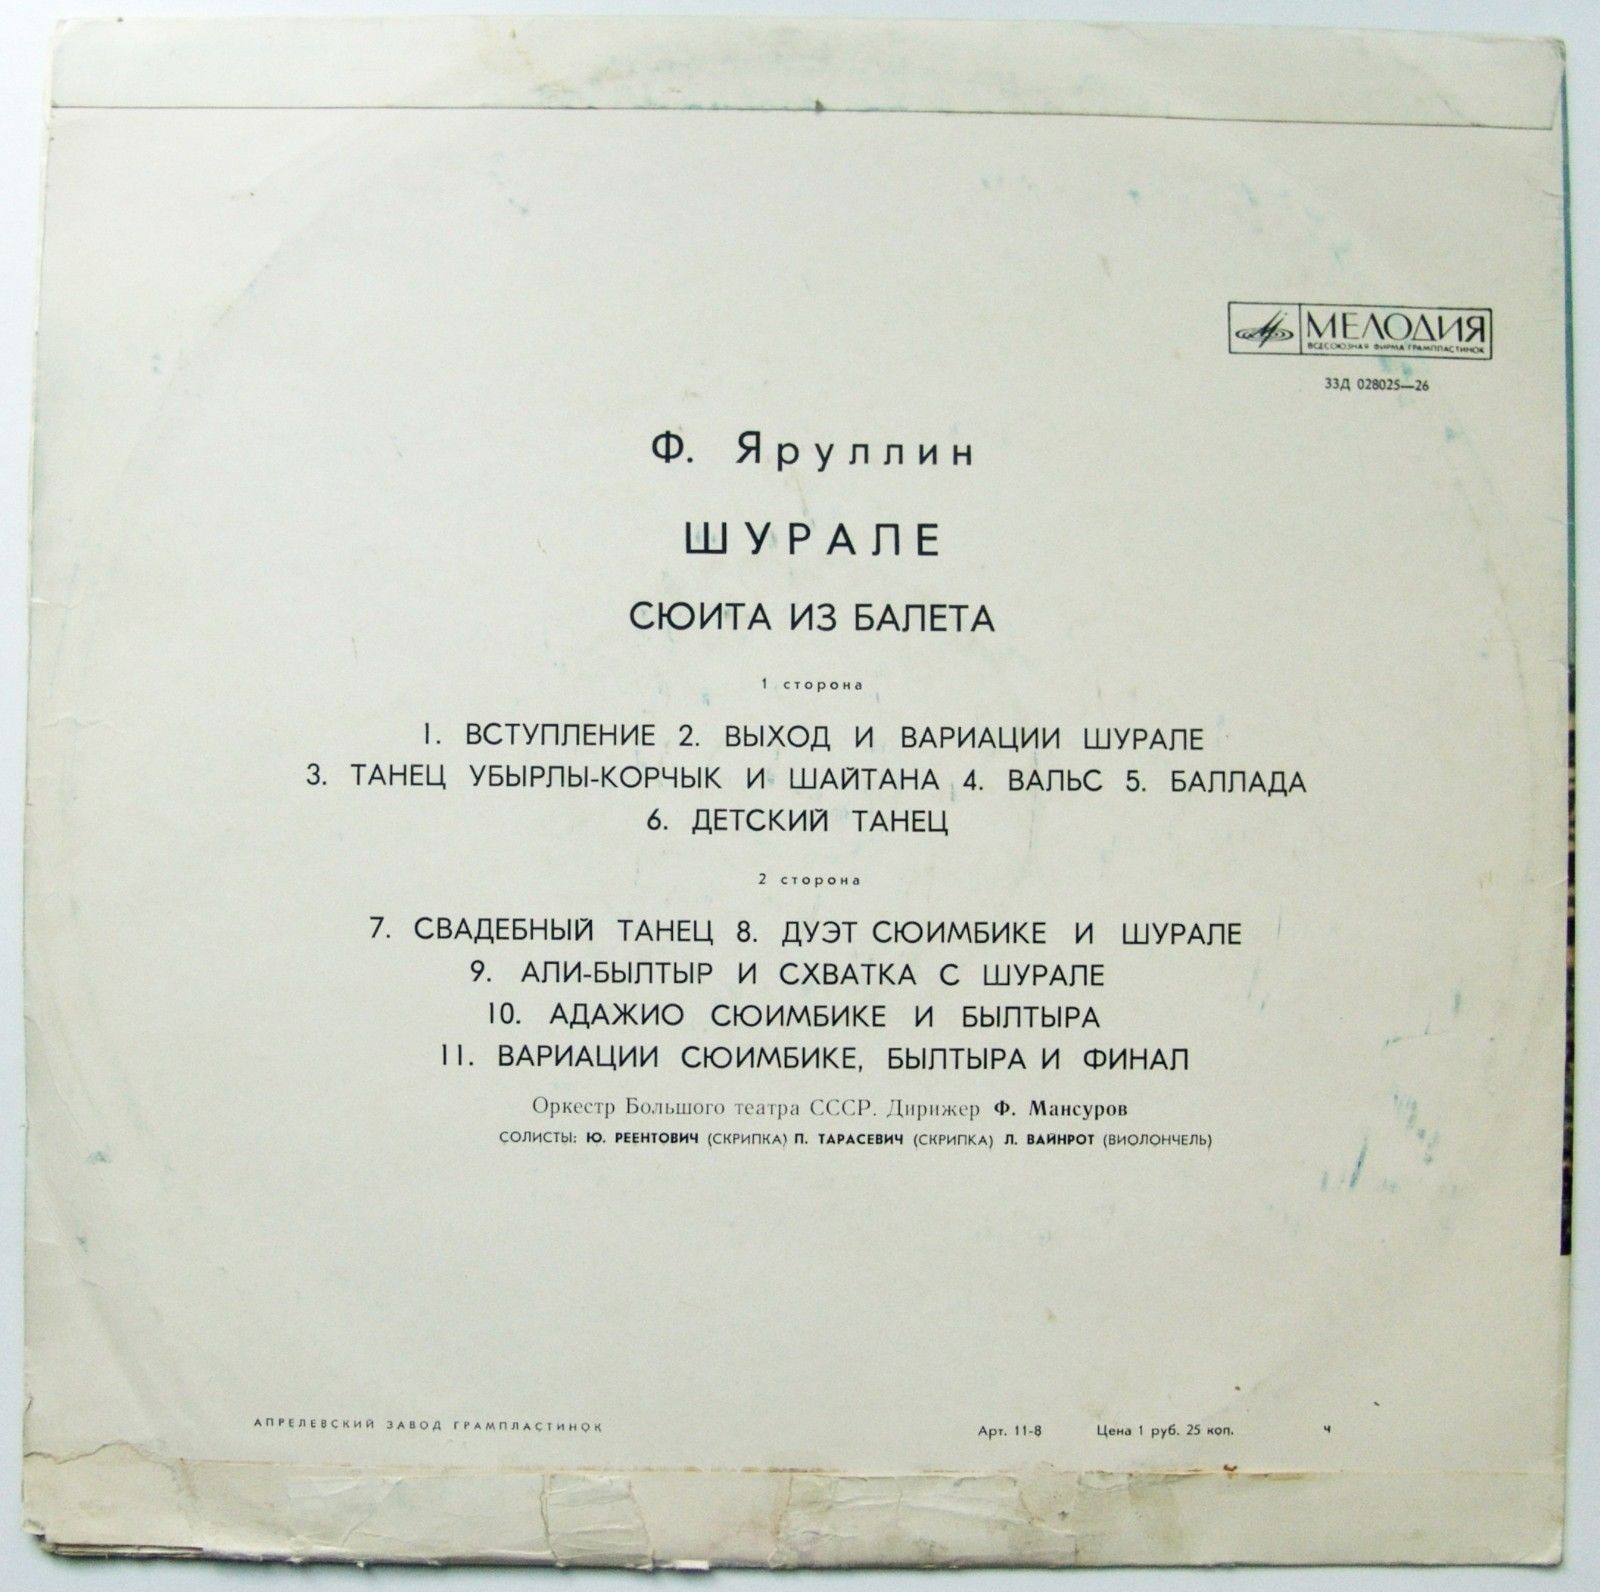 МЕЛОДИЯ
ВСЕСОЮЗНАЯ ФИРМА ГРАМПЛАСТИНОК
33Д 028025—26
Ф. Яруллин
ШУРАЛЕ
СЮИТА ИЗ БАЛЕТА
1 сторона
1. ВСТУПЛЕНИЕ 2. ВЫХОД И ВАРИАЦИИ ШУРАЛЕ
3. ТАНЕЦ УБЫРЛЫ-КОРЧЫК И ШАЙТАНА 4. ВАЛЬС 5. БАЛЛАДА
6. ДЕТСКИЙ ТАНЕЦ
2 сторона
7. СВАДЕБНЫЙ ТАНЕЦ 8. ДУЭТ СЮИМБИКЕ И ШУРАЛЕ
9. АЛИ-БЫЛТЫР И СХВАТКА С ШУРАЛЕ
10. АДАЖИО СЮИМБИКЕ И БЫЛТЫРА
11. ВАРИАЦИИ СЮИМБИКЕ, БЫЛТЫРА И ФИНАЛ
Оркестр Большого театра СССР. Дирижер Ф. Мансуров
СОЛИСТЫ: Ю. РЕЕНТОВИЧ (СКРИПКА) П. ТАРАСЕВИЧ (СКРИПКА) Л. ВАЙНРОТ (ВИОЛОНЧЕЛЬ)
АПРЕЛЕВСКИЙ ЗАВОД ГРАМПЛАСТИНОК Арт. 11-8 Цена 1 руб. 25 коп. Ч